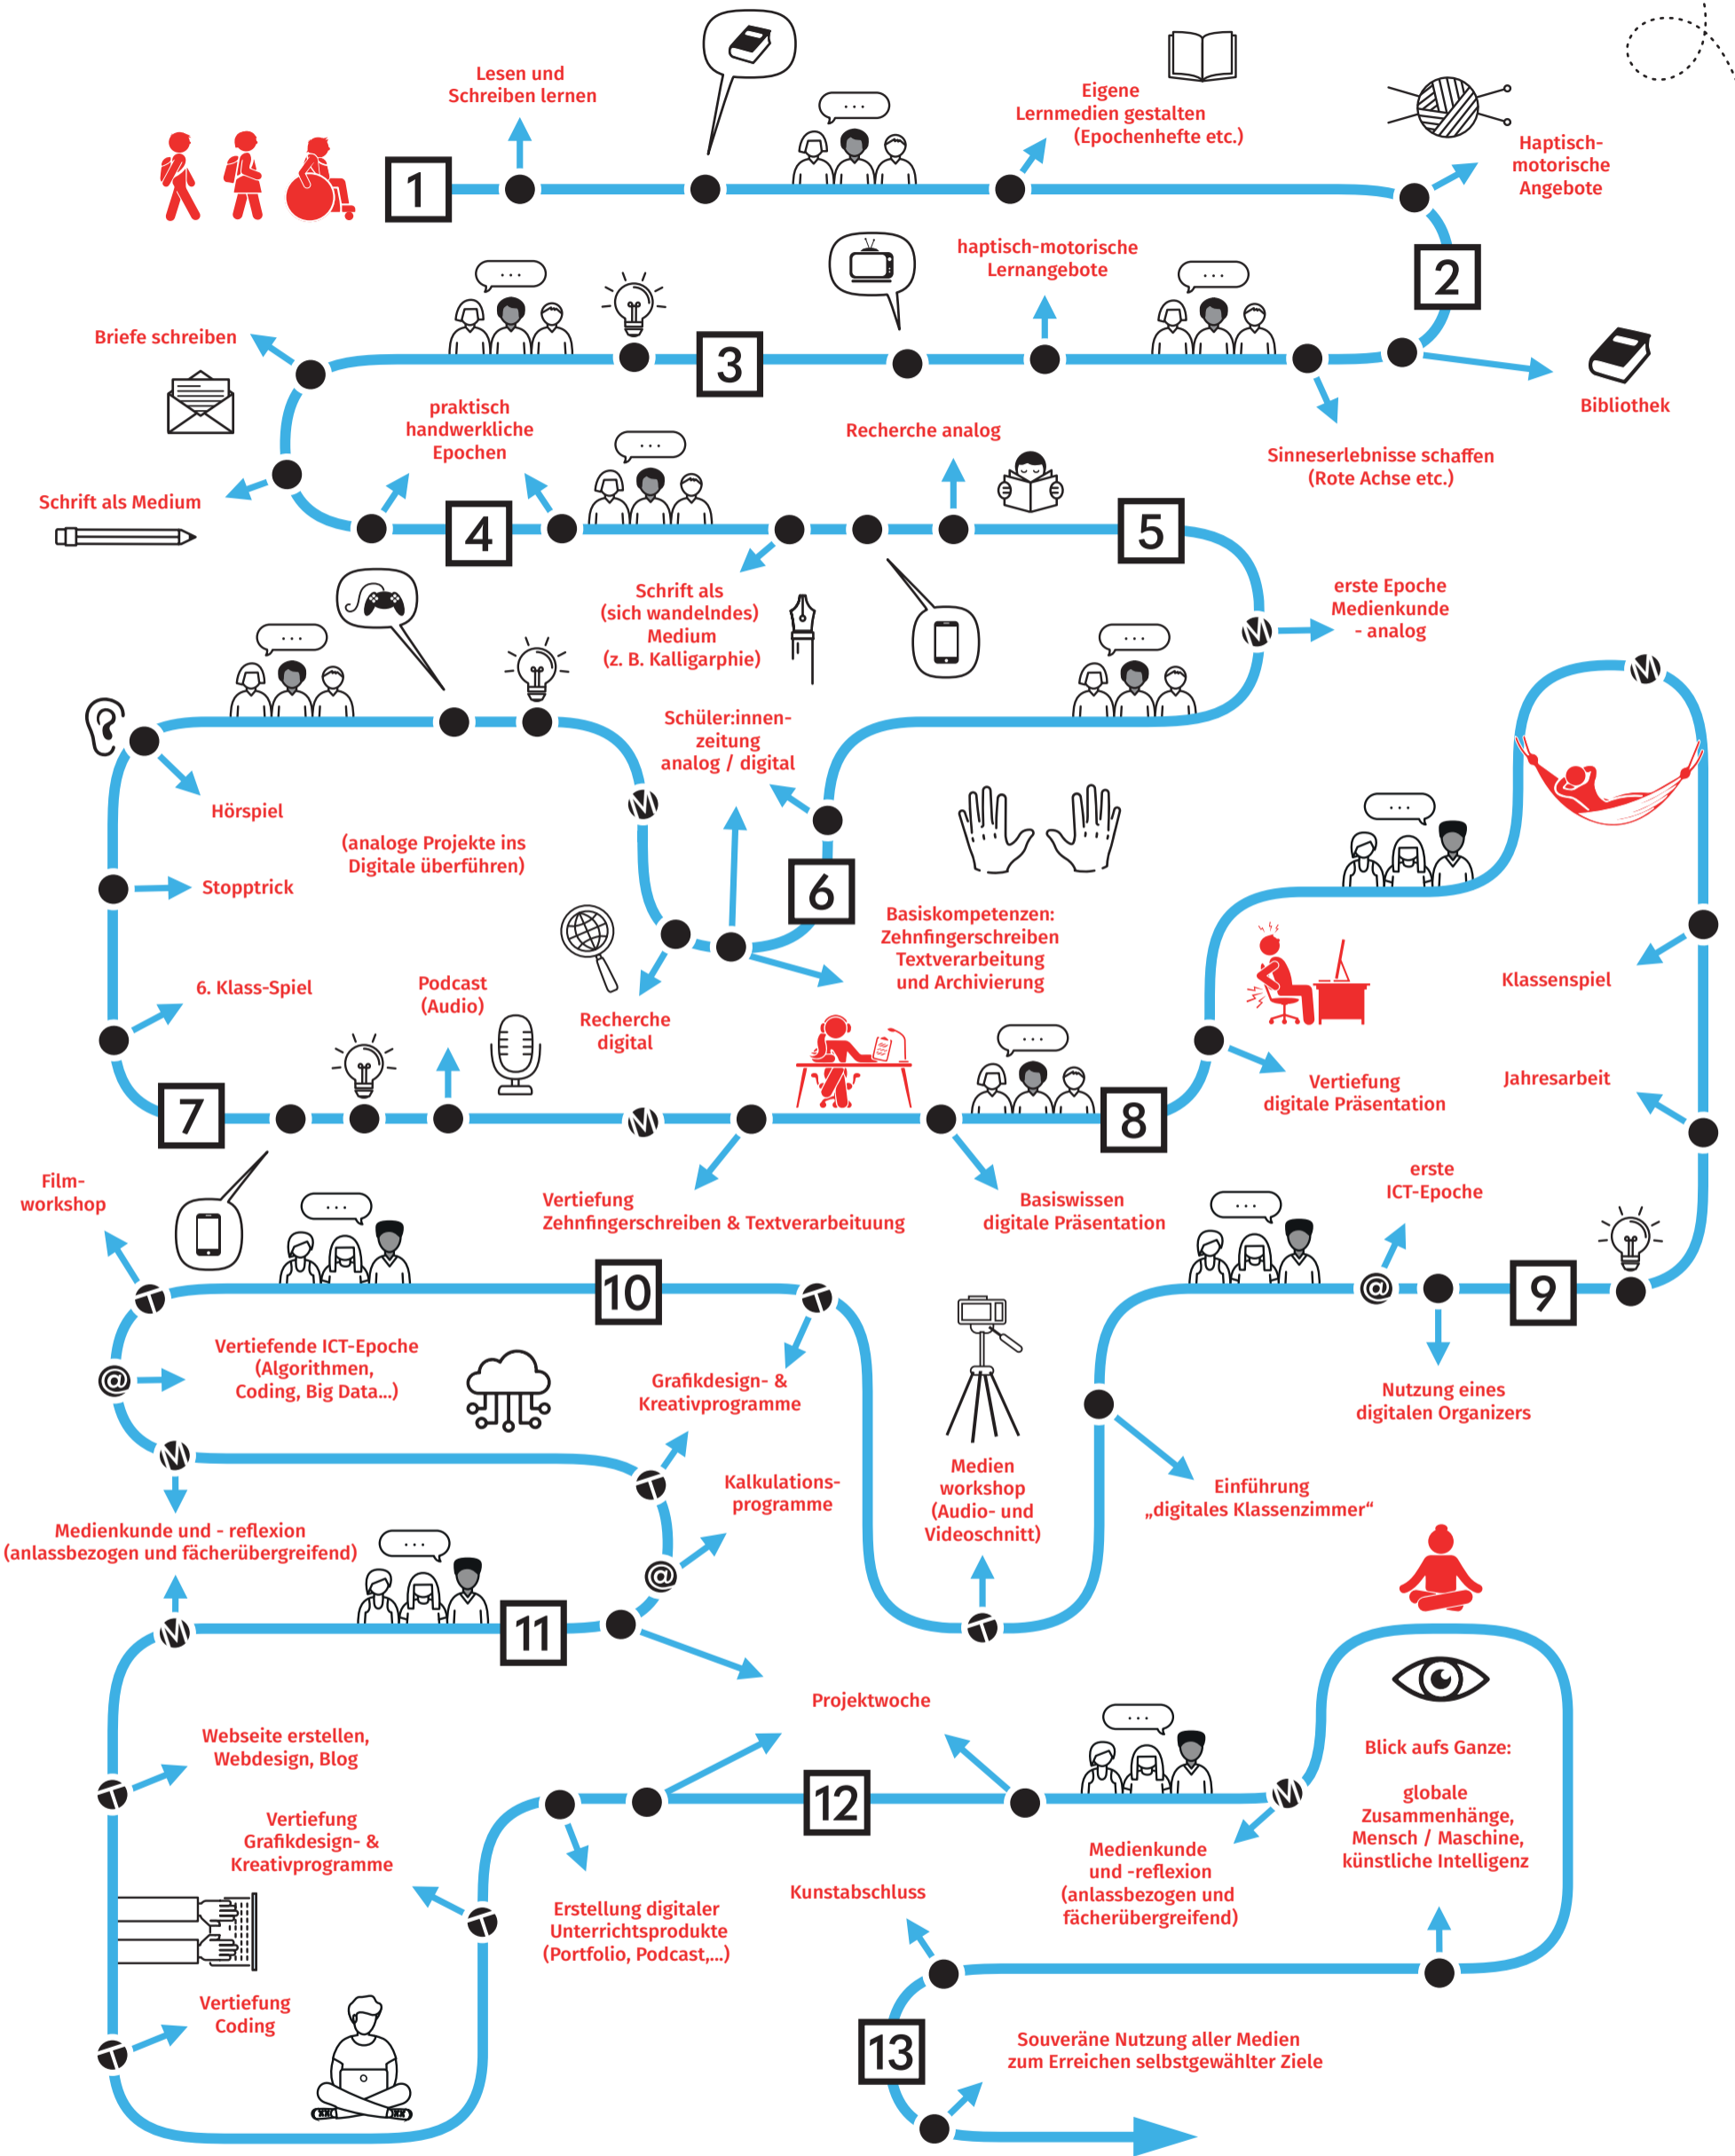 Lesen und
Schreiben lernen
1
...
Eigene
Lernmedien gestalten
(Epochenhefte etc.)
Haptisch-
motorische
Angebote
2
Bibliothek
Sinneserlebnisse schaffen
(Rote Achse etc.)
...
haptisch-motorische
Lernangebote
3
...
Briefe schreiben
Schrift als Medium
praktisch
handwerkliche
Epochen
4
...
Schrift als
(sich wandelndes)
Medium
(z. B. Kalligarphie)
Recherche analog
5
M
erste Epoche
Medienkunde
- analog
...
Schüler:innen-
zeitung
analog / digital
6
Basiskompetenzen:
Zehnfingerschreiben
Textverarbeitung
und Archivierung
Recherche
digital
M
...
Hörspiel
(analoge Projekte ins
Digitale überführen)
Stopptrick
6. Klass-Spiel
7
Podcast
(Audio)
M
Vertiefung
Zehnfingerschreiben & Textverarbeituung
Basiswissen
digitale Präsentation
...
8
Vertiefung
digitale Präsentation
...
M
Klassenspiel
Jahresarbeit
9
Nutzung eines
digitalen Organizers
@
erste
ICT-Epoche
...
Einführung
„digitales Klassenzimmer“
T
Medien
workshop
(Audio- und
Videoschnitt)
T
Grafikdesign- &
Kreativprogramme
10
...
T
Film-
workshop
@
Vertiefende ICT-Epoche
(Algorithmen,
Coding, Big Data...)
M
Medienkunde und - reflexion
(anlassbezogen und fächerübergreifend)
T
@
Kalkulations-
programme
Projektwoche
11
...
M
T
Webseite erstellen,
Webdesign, Blog
T
Vertiefung
Coding
T
Vertiefung
Grafikdesign- &
Kreativprogramme
Erstellung digitaler
Unterrichtsprodukte
(Portfolio, Podcast,...)
12
...
M
Medienkunde
und -reflexion
(anlassbezogen und
fächerübergreifend)
Blick aufs Ganze:
globale
Zusammenhänge,
Mensch / Maschine,
künstliche Intelligenz
Kunstabschluss
13
Souveräne Nutzung aller Medien
zum Erreichen selbstgewählter Ziele